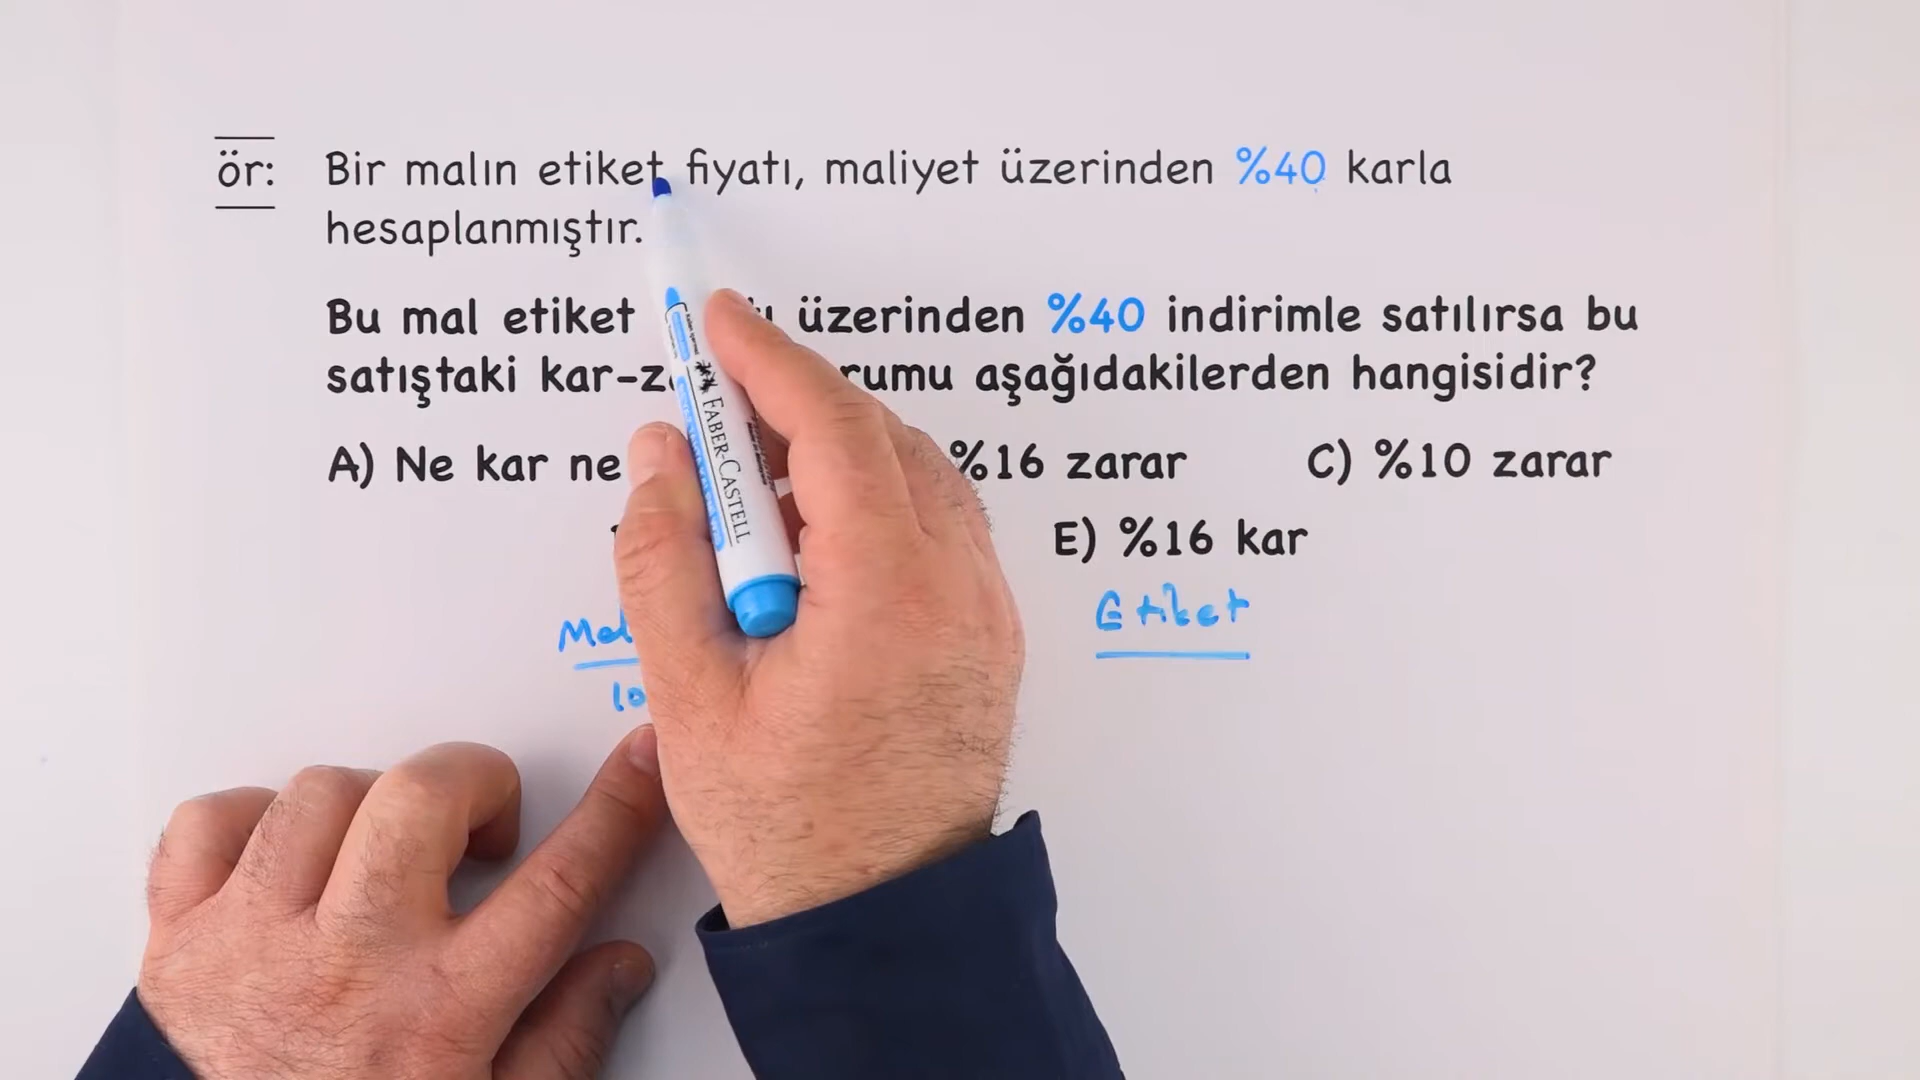 ör: Bir malın etiket fiyatı, maliyet üzerinden %40 karla
hesaplanmıştır.
Bu mal etiket üzerinden %40 indirimle satılırsa bu
satıştaki kar-z aşağıdakilerden hangisidir?
A) Ne kar ne %16 zarar C) %10 zarar
E) %16 kar
Etiket
FABER-CASTELL